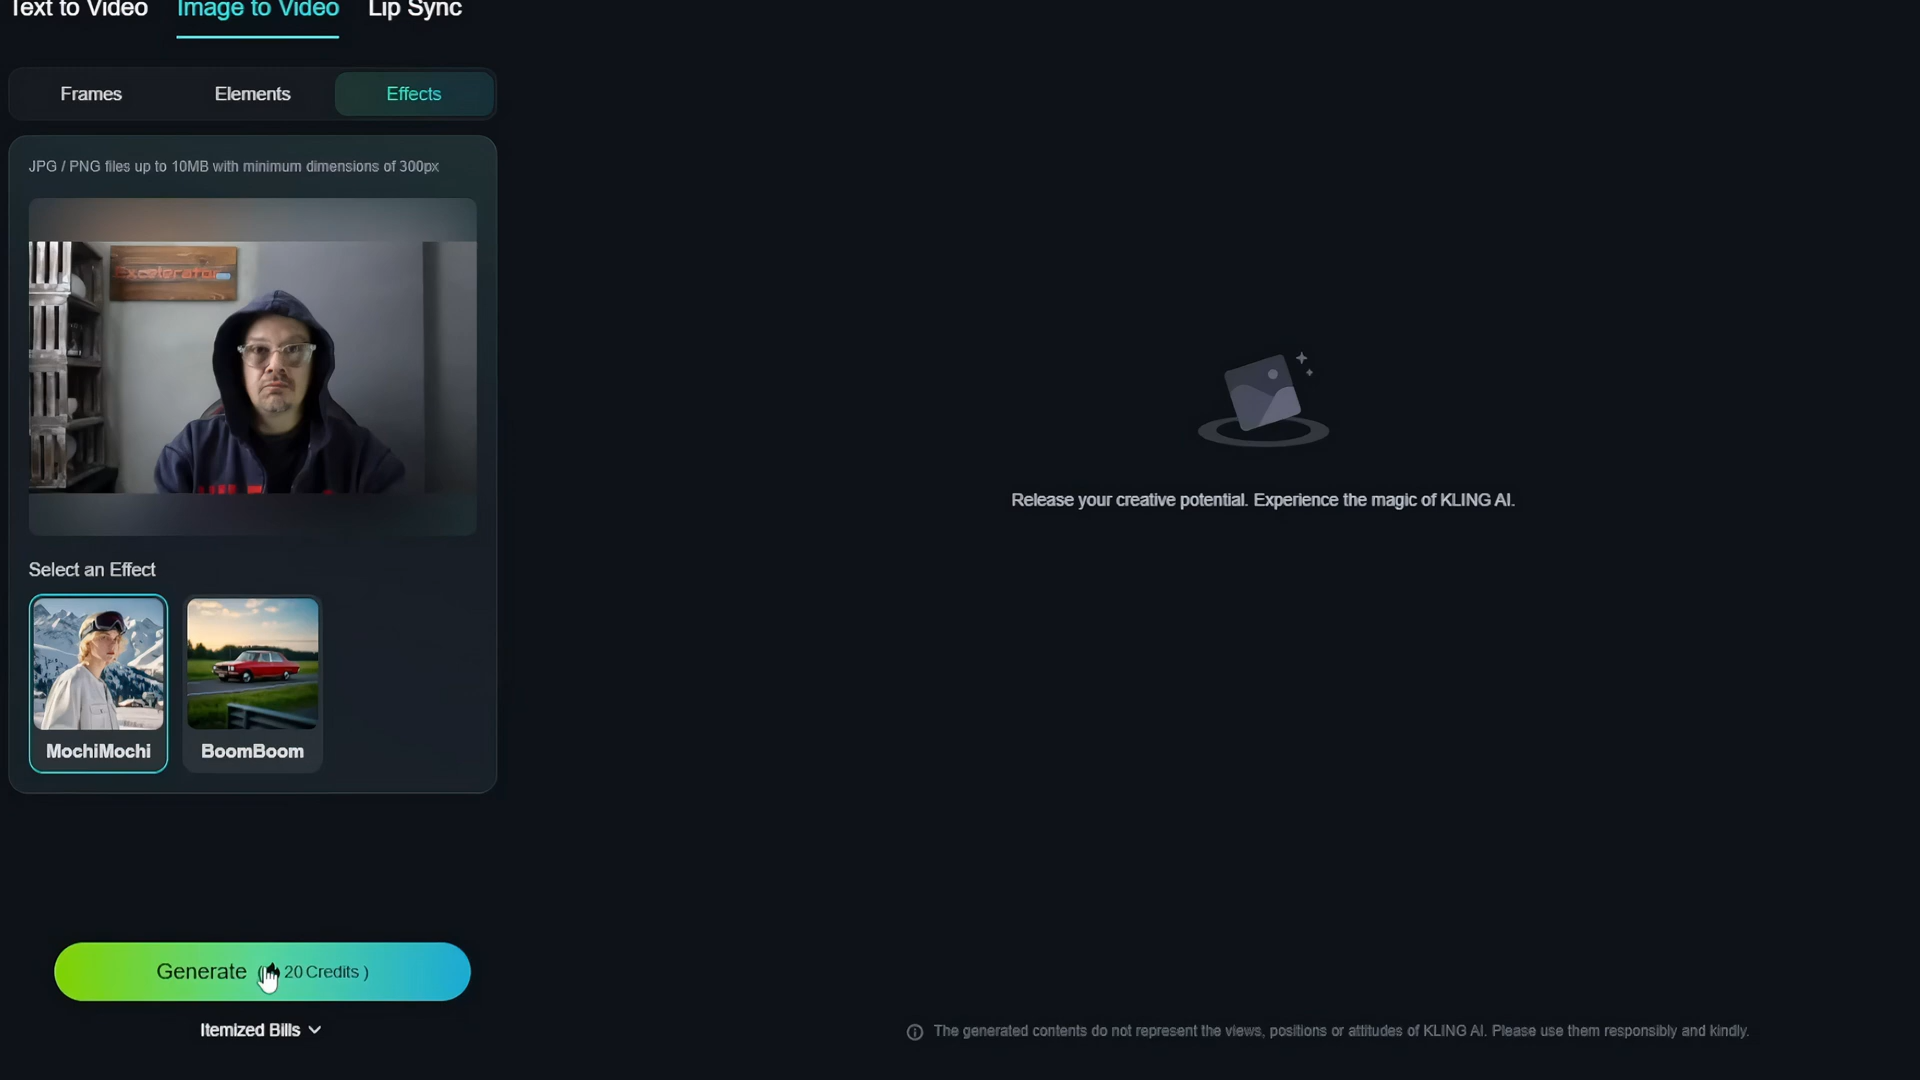 Text to Video Image to Video Lip Sync
Frames Elements Effects
JPG / PNG files up to 10MB with minimum dimensions of 300px
Excelerator
Select an Effect
MochiMochi BoomBoom
Generate ( 20 Credits )
Itemized Bills
Release your creative potential. Experience the magic of KLING AI.
The generated contents do not represent the views, positions or attitudes of KLING AI. Please use them responsibly and kindly.